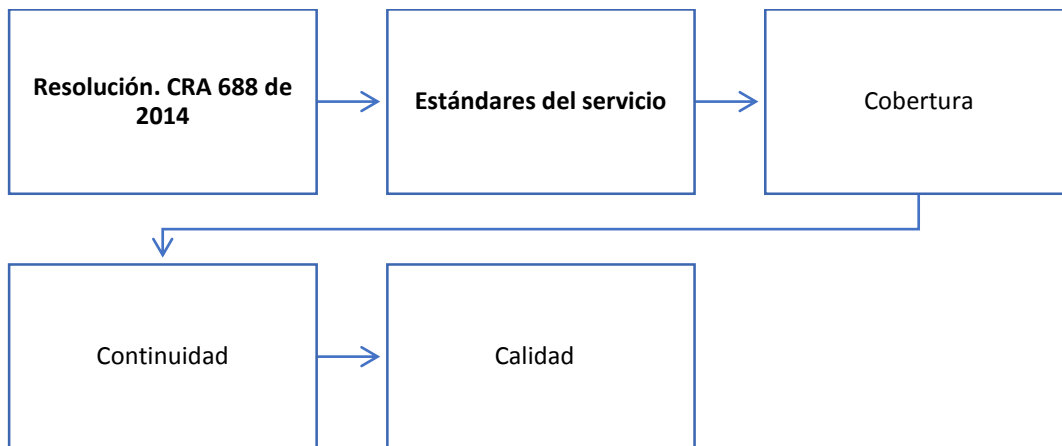 Resolución. CRA 688 de
2014
Estándares del servicio
Cobertura
Continuidad
Calidad